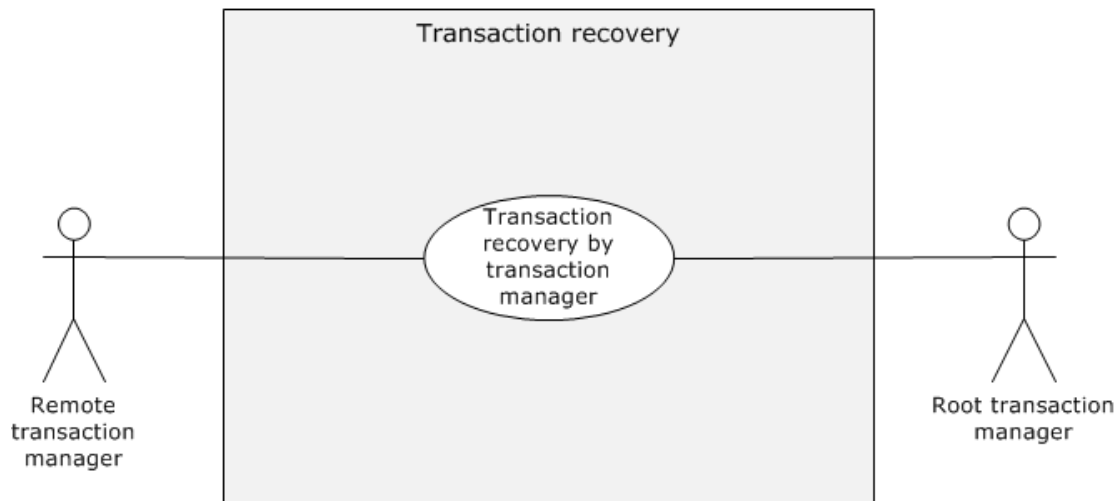 Transaction recovery
Transaction
recovery by
transaction
manager
Remote
transaction
manager
Root transaction
manager